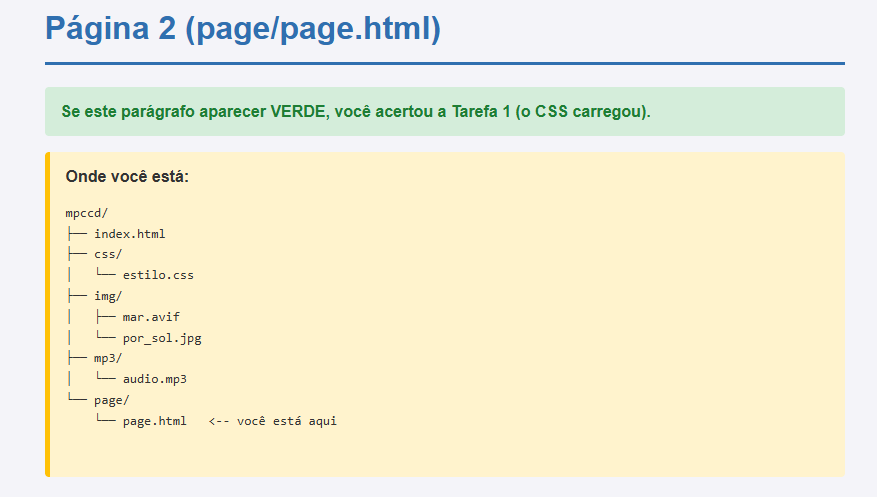 Página 2 (page/page.html)
Se este parágrafo aparecer VERDE, você acertou a Tarefa 1 (o CSS carregou).
Onde você está:
mpccd/
├── index.html
├── css/
│   └── estilo.css
├── img/
│   ├── mar.avif
│   └── por_sol.jpg
├── mp3/
│   └── audio.mp3
└── page/
    └── page.html   <-- você está aqui